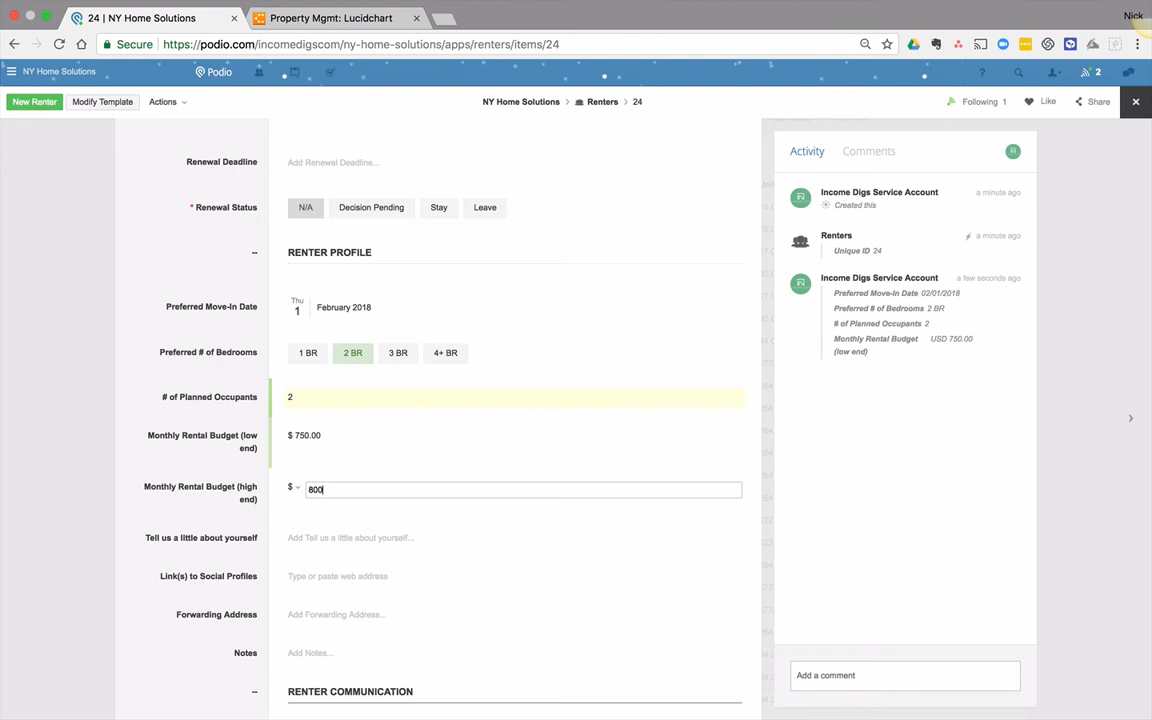 24 | NY Home Solutions
Property Mgmt: Lucidchart
Nick
Secure
https://podio.com/incomedigscom/ny-home-solutions/apps/renters/items/24
NY Home Solutions
Podio
?
2
New Renter
Modify Template
Actions
NY Home Solutions > Renters > 24
Following 1
Like
Share
Renewal Deadline
Add Renewal Deadline...
* Renewal Status
N/A
Decision Pending
Stay
Leave
--
RENTER PROFILE
Preferred Move-In Date
Thu
1
February 2018
Preferred # of Bedrooms
1 BR
2 BR
3 BR
4+ BR
# of Planned Occupants
2
Monthly Rental Budget (low
end)
$ 750.00
Monthly Rental Budget (high
end)
$
800
Tell us a little about yourself
Add Tell us a little about yourself...
Link(s) to Social Profiles
Type or paste web address
Forwarding Address
Add Forwarding Address...
Notes
Add Notes...
--
RENTER COMMUNICATION
Activity
Comments
Income Digs Service Account
a minute ago
Created this
Renters
a minute ago
Unique ID 24
Income Digs Service Account
a few seconds ago
Preferred Move-In Date 02/01/2018
Preferred # of Bedrooms 2 BR
# of Planned Occupants 2
Monthly Rental Budget
(low end)
USD 750.00
Add a comment